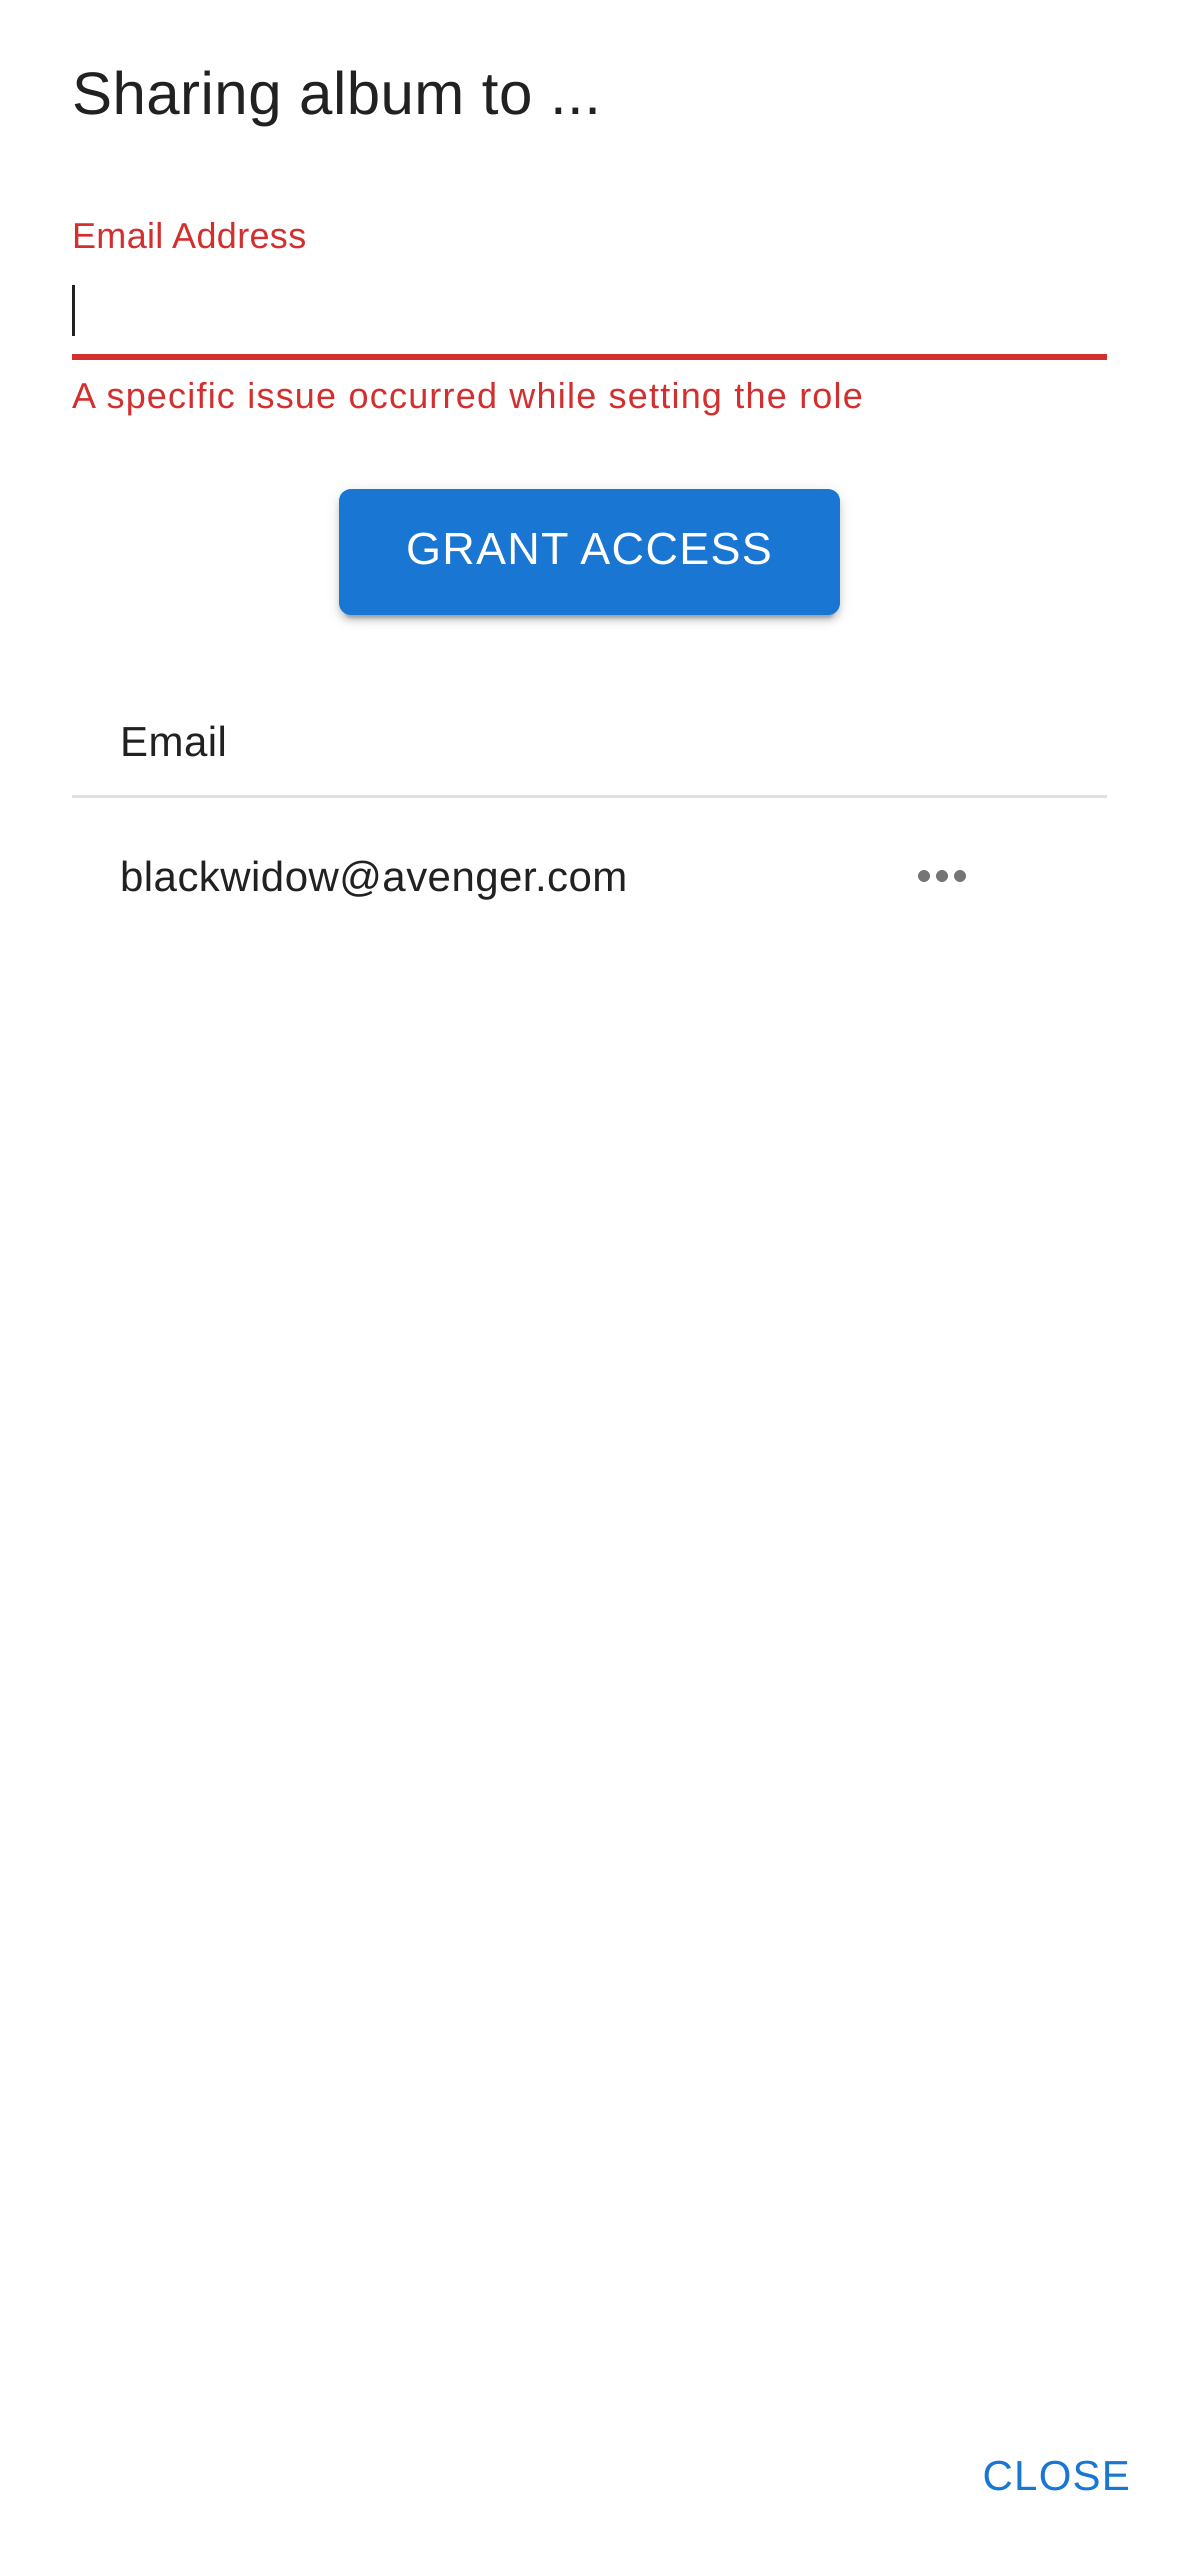 Sharing album to ...
Email Address
A specific issue occurred while setting the role
GRANT ACCESS
Email
blackwidow@avenger.com
CLOSE